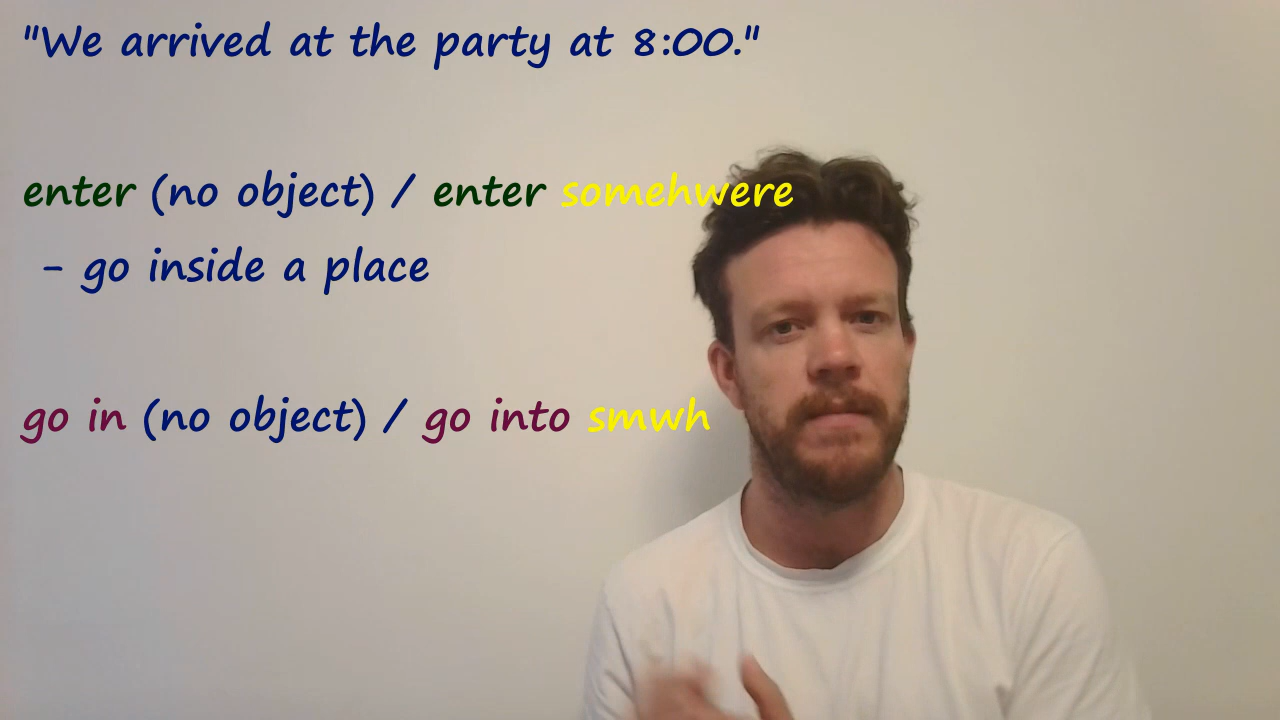 "We arrived at the party at 8:00."
enter (no object) / enter somehwere
- go inside a place
go in (no object) / go into smwh